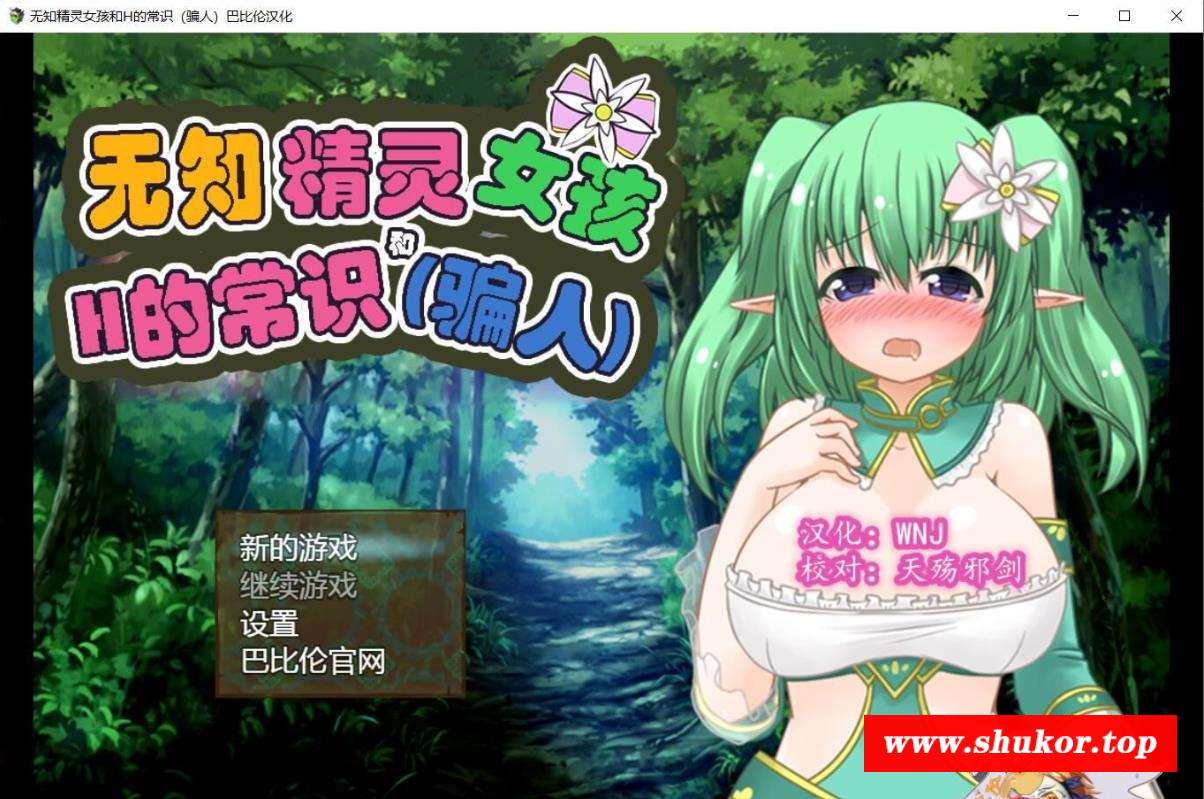 无知精灵女孩和H的常识（骗人）巴比伦汉化
无知精灵女孩
和
H的常识(骗人)
汉化：WNJ
校对：天殇邪剑
新的游戏
继续游戏
设置
巴比伦官网
www.shukor.top